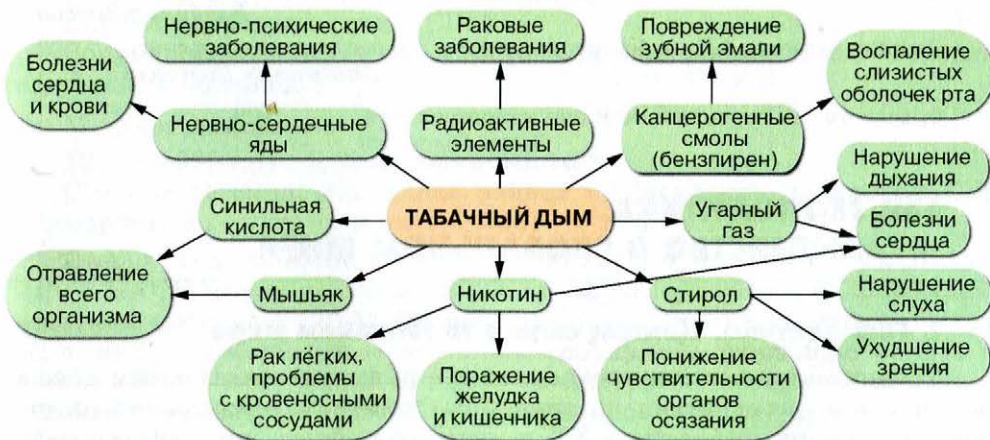 Нервно-психические
заболевания
Раковые
заболевания
Повреждение
зубной эмали
Воспаление
слизистых
оболочек рта
Болезни
сердца
и крови
Нервно-сердечные
яды
Радиоактивные
элементы
Канцерогенные
смолы
(бензпирен)
Нарушение
дыхания
Синильная
кислота
ТАБАЧНЫЙ ДЫМ
Угарный
газ
Болезни
сердца
Отравление
всего
организма
Мышьяк
Никотин
Стирол
Нарушение
слуха
Рак лёгких,
проблемы
с кровеносными
сосудами
Поражение
желудка
и кишечника
Понижение
чувствительности
органов
осязания
Ухудшение
зрения